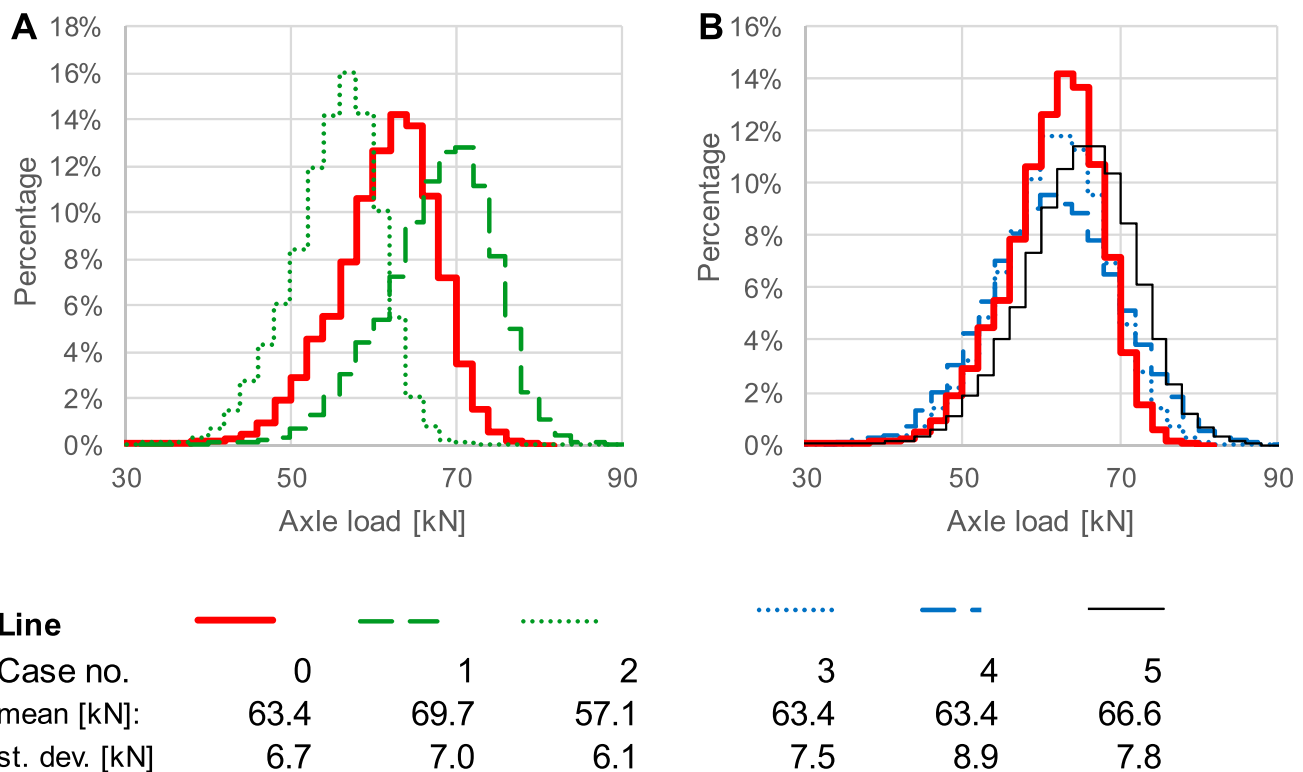 A
18%
16%
14%
12%
10%
8%
6%
4%
2%
0%
Percentage
30 50 70 90
Axle load [kN]
B
16%
14%
12%
10%
8%
6%
4%
2%
0%
Percentage
30 50 70 90
Axle load [kN]
Line
Case no. 0 1 2 3 4 5
mean [kN]: 63.4 69.7 57.1 63.4 63.4 66.6
st. dev. [kN] 6.7 7.0 6.1 7.5 8.9 7.8